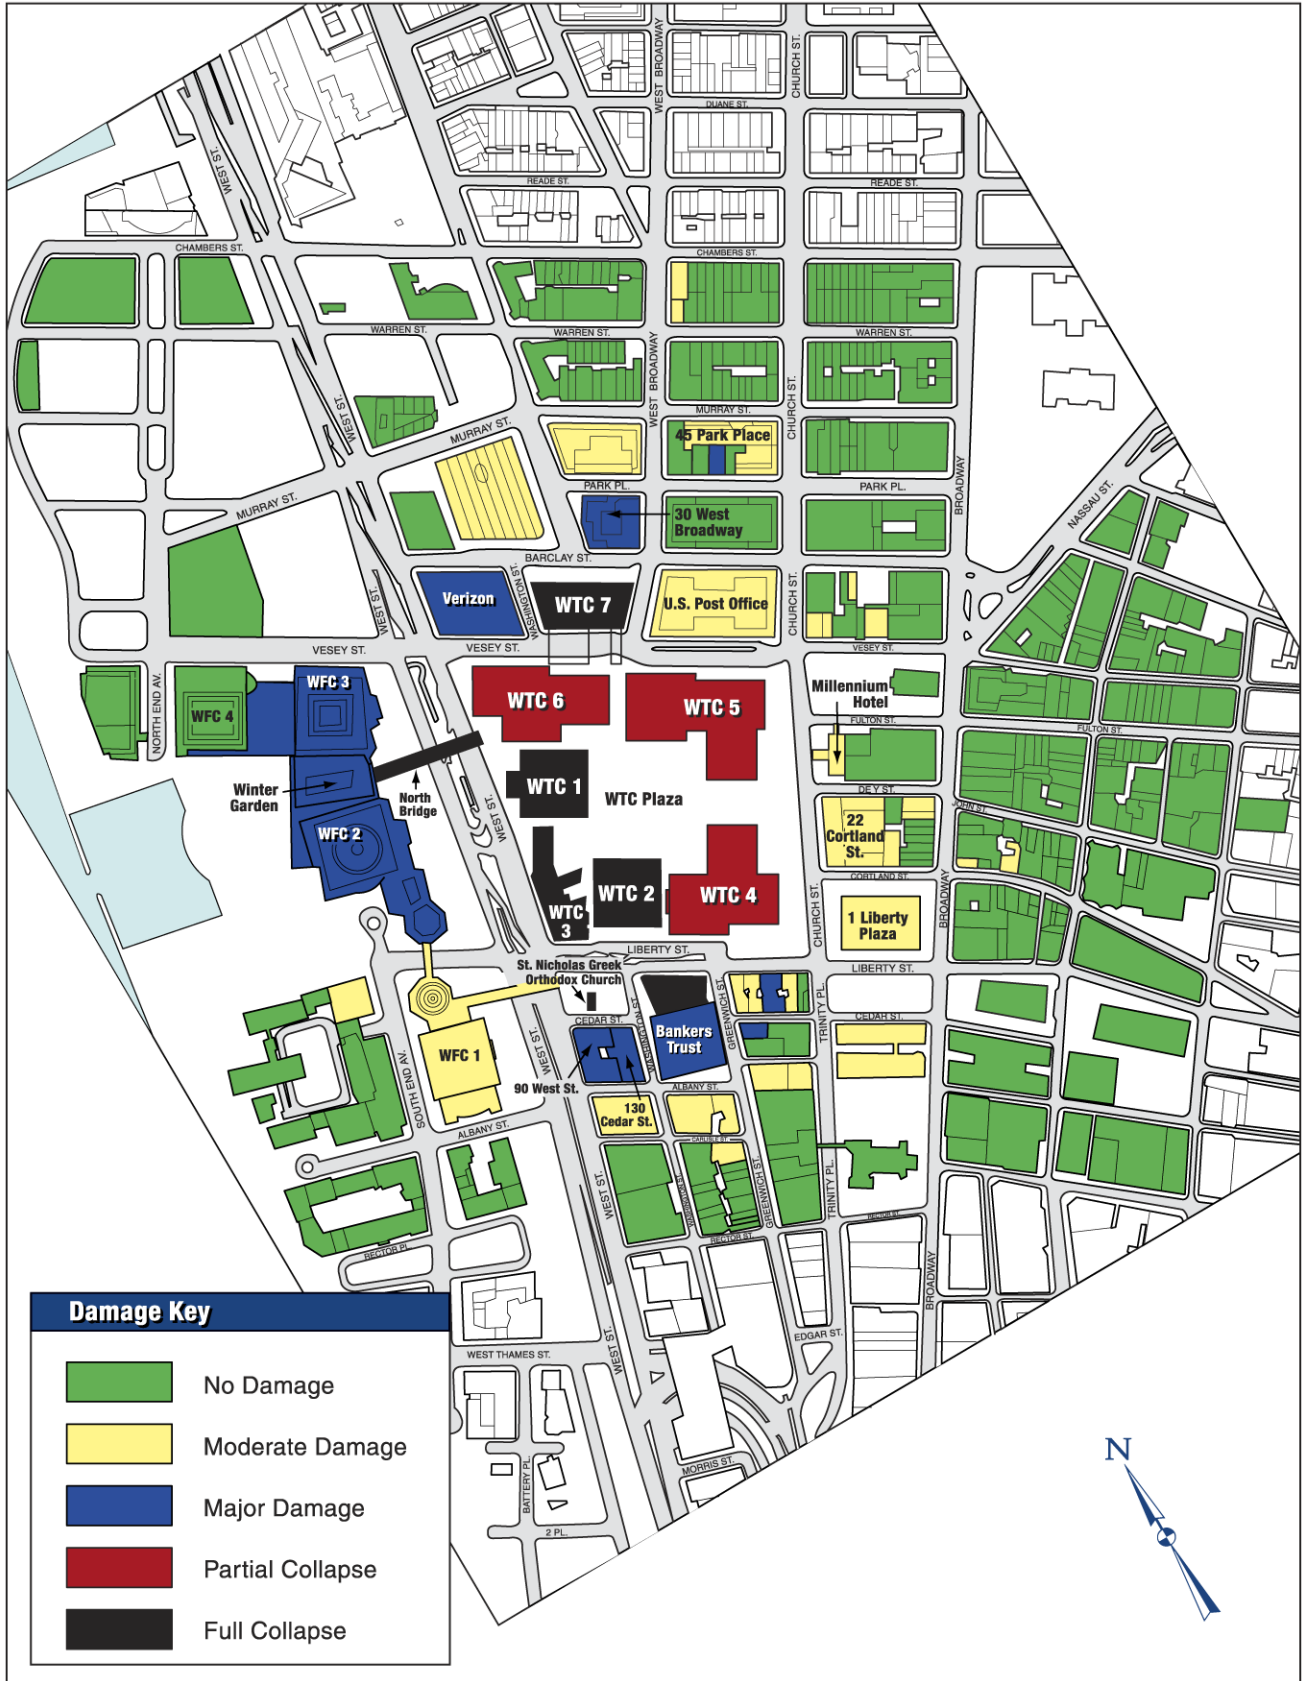 WEST BROADWAY
CHURCH ST.
DUANE ST.
WEST ST.
READE ST.
READE ST.
CHAMBERS ST.
CHAMBERS ST.
WARREN ST.
WARREN ST.
WARREN ST.
WEST BROADWAY
CHURCH ST.
WEST ST.
MURRAY ST.
MURRAY ST.
45 Park Place
PARK PL.
PARK PL.
BROADWAY
NASSAU ST.
MURRAY ST.
30 West
Broadway
BARCLAY ST.
WEST ST.
Verizon
WASHINGTON ST.
WTC 7
U.S. Post Office
CHURCH ST.
VESEY ST.
VESEY ST.
VESEY ST.
NORTH END AV.
WFC 4
WFC 3
WTC 6
WTC 5
Millennium
Hotel
FULTON ST.
FULTON ST.
Winter
Garden
North
Bridge
WEST ST.
WTC 1
WTC Plaza
DEY ST.
JOHN ST.
WFC 2
22
Cortland
St.
CORTLAND ST.
WTC
3
WTC 2
WTC 4
CHURCH ST.
1 Liberty
Plaza
BROADWAY
LIBERTY ST.
LIBERTY ST.
St. Nicholas Greek
Orthodox Church
CEDAR ST.
CEDAR ST.
WASHINGTON ST.
GREENWICH ST.
TRINITY PL.
Bankers
Trust
WFC 1
WEST ST.
SOUTH END AV.
90 West St.
130
Cedar St.
ALBANY ST.
ALBANY ST.
CARLISLE ST.
WEST ST.
WASHINGTON ST.
GREENWICH ST.
TRINITY PL.
RECTOR PL.
RECTOR ST.
RECTOR ST.
BROADWAY
EDGAR ST.
WEST THAMES ST.
WEST ST.
BATTERY PL.
MORRIS ST.
2 PL.
Damage Key
No Damage
Moderate Damage
Major Damage
Partial Collapse
Full Collapse
N